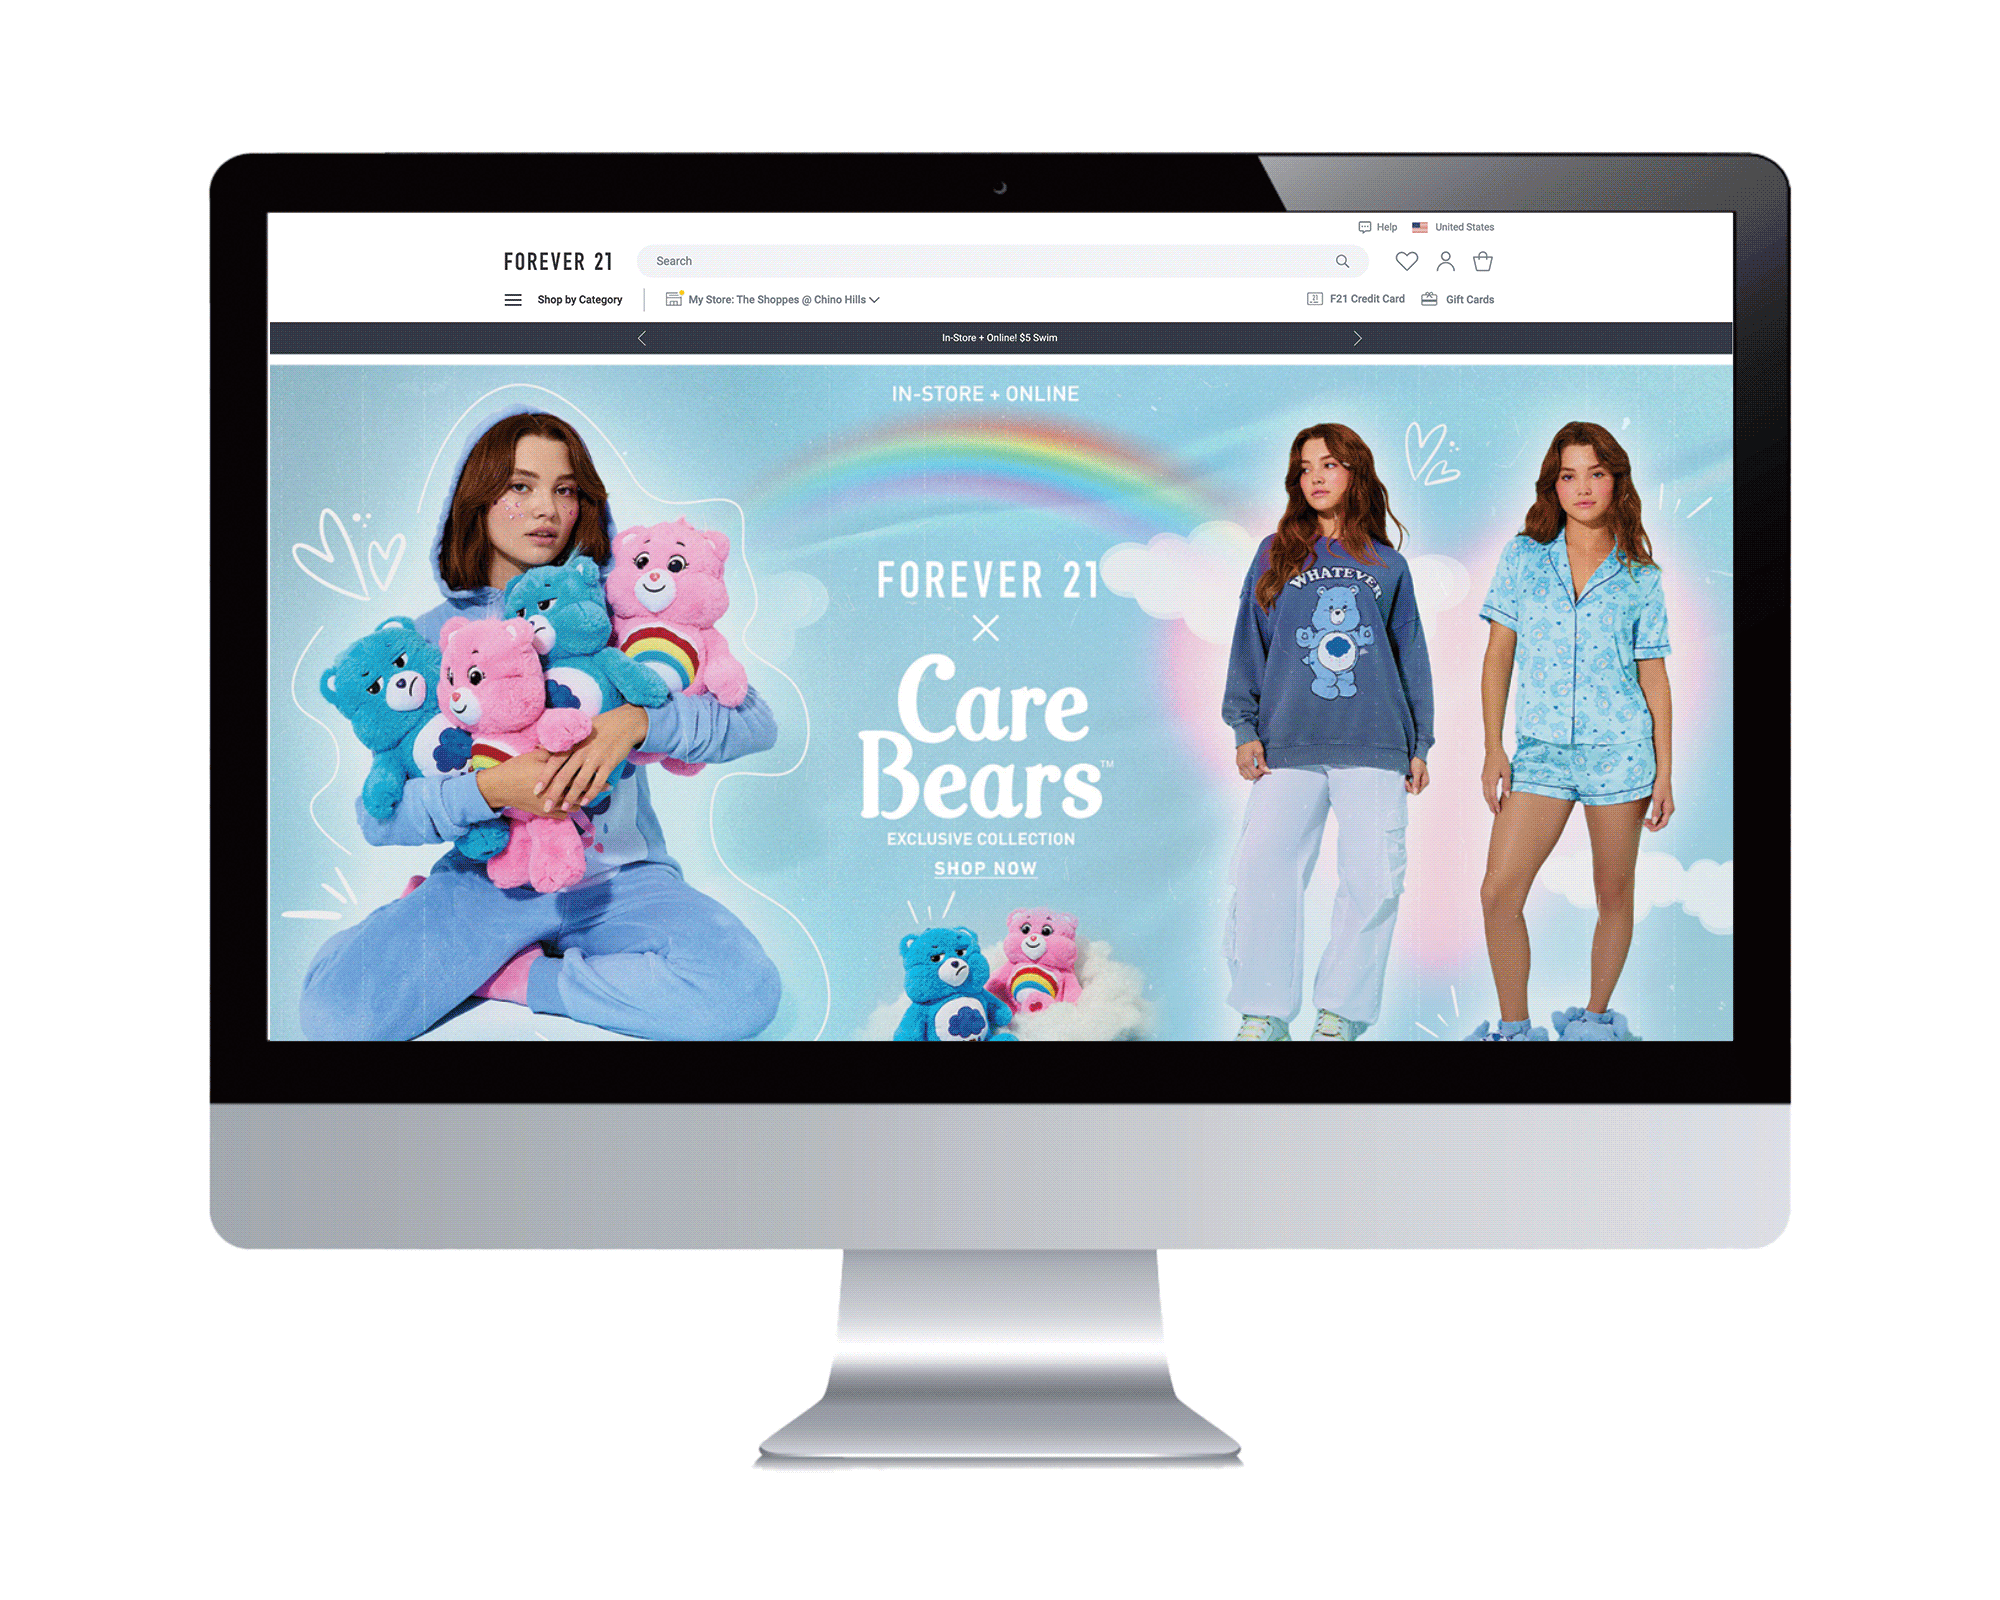 Help
United States
FOREVER 21
Search
Shop by Category
My Store: The Shoppes @ Chino Hills
F21 Credit Card
Gift Cards
In-Store + Online! $5 Swim
IN-STORE + ONLINE
FOREVER 21
×
Care
Bears™
EXCLUSIVE COLLECTION
SHOP NOW
WHATEVER